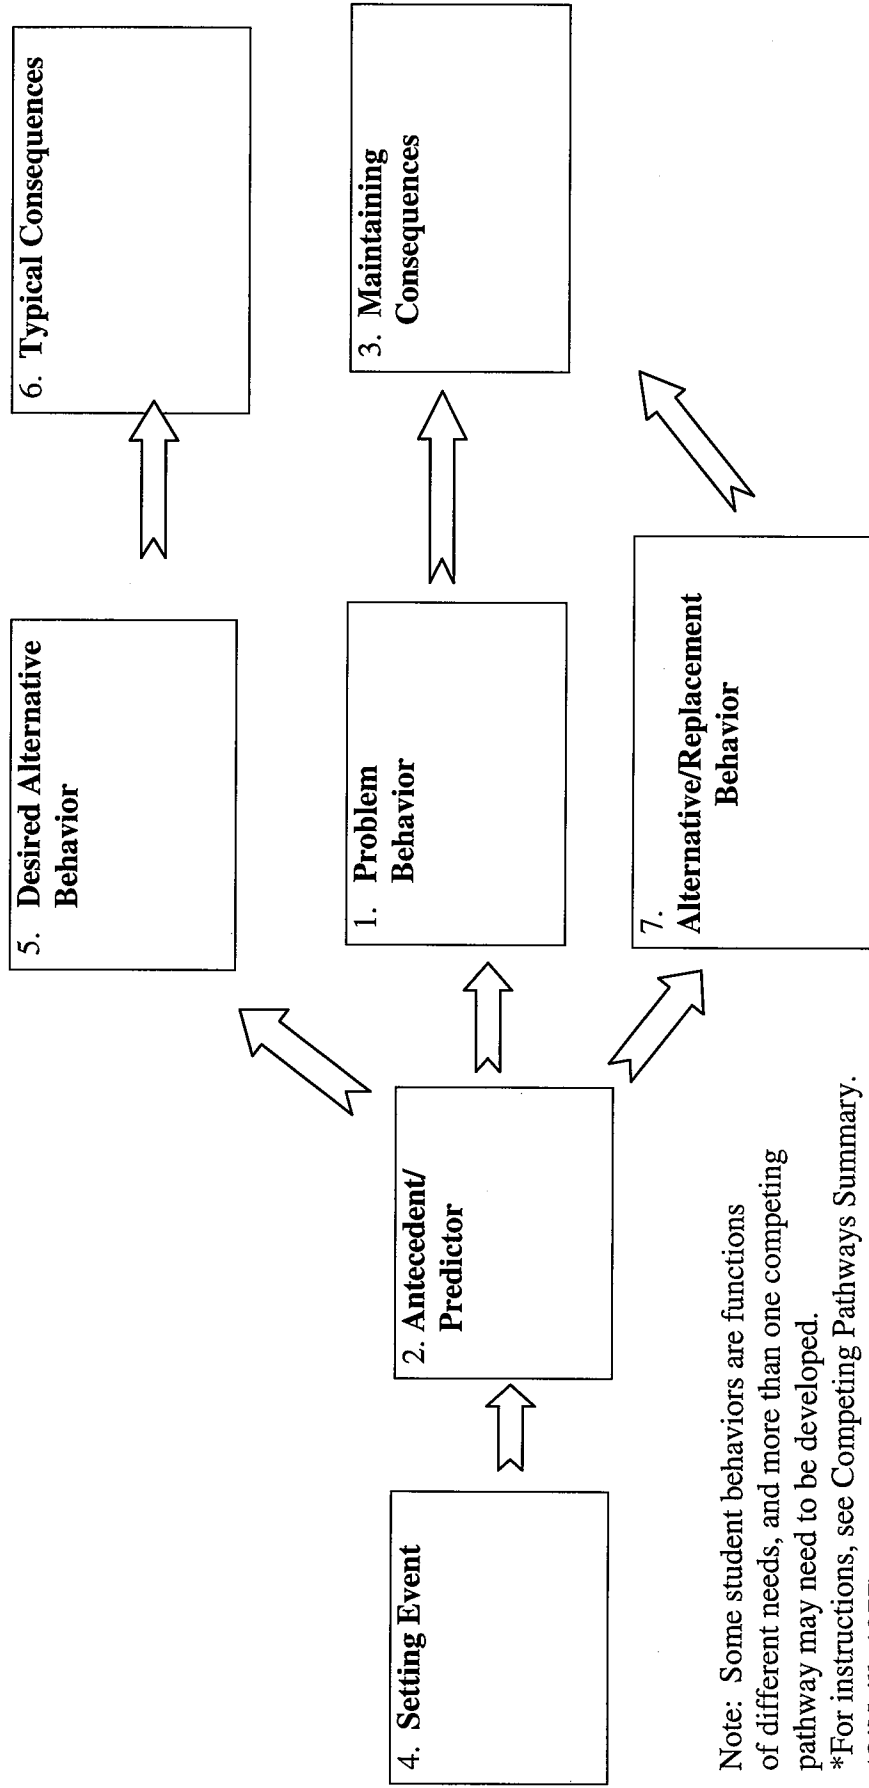 5. Desired Alternative
Behavior
6. Typical Consequences
4. Setting Event
2. Antecedent/
Predictor
1. Problem
Behavior
3. Maintaining
Consequences
7.
Alternative/Replacement
Behavior
Note: Some student behaviors are functions
of different needs, and more than one competing
pathway may need to be developed.
*For instructions, see Competing Pathways Summary.